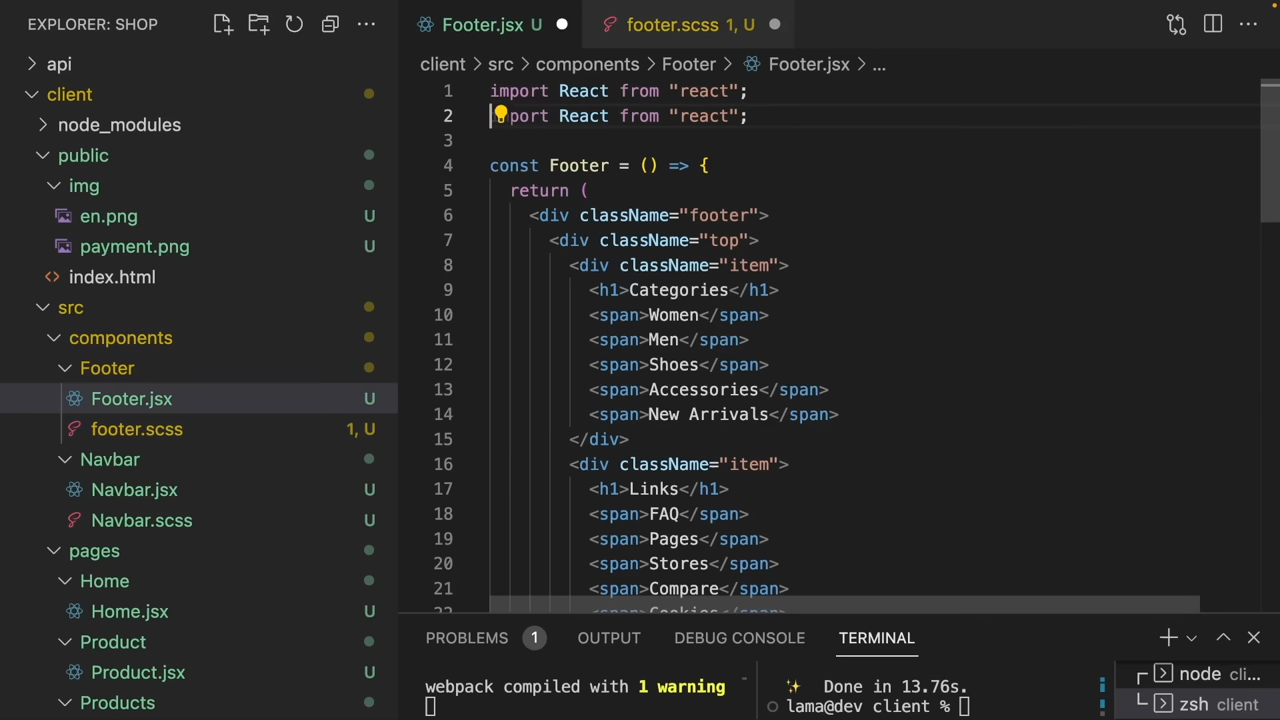 EXPLORER: SHOP
api
client
node_modules
public
img
en.png U
payment.png U
index.html
src
components
Footer
Footer.jsx U
footer.scss 1, U
Navbar
Navbar.jsx U
Navbar.scss U
pages
Home
Home.jsx U
Product
Product.jsx U
Products
Footer.jsx U
footer.scss 1, U
client > src > components > Footer > Footer.jsx > ...
1 import React from "react";
2 port React from "react";
3
4 const Footer = () => {
5 return (
6 <div className="footer">
7 <div className="top">
8 <div className="item">
9 <h1>Categories</h1>
10 <span>Women</span>
11 <span>Men</span>
12 <span>Shoes</span>
13 <span>Accessories</span>
14 <span>New Arrivals</span>
15 </div>
16 <div className="item">
17 <h1>Links</h1>
18 <span>FAQ</span>
19 <span>Pages</span>
20 <span>Stores</span>
21 <span>Compare</span>
22 <span>Cookies</span>
PROBLEMS 1 OUTPUT DEBUG CONSOLE TERMINAL
webpack compiled with 1 warning
✨ Done in 13.76s.
lama@dev client %
node cli...
zsh client